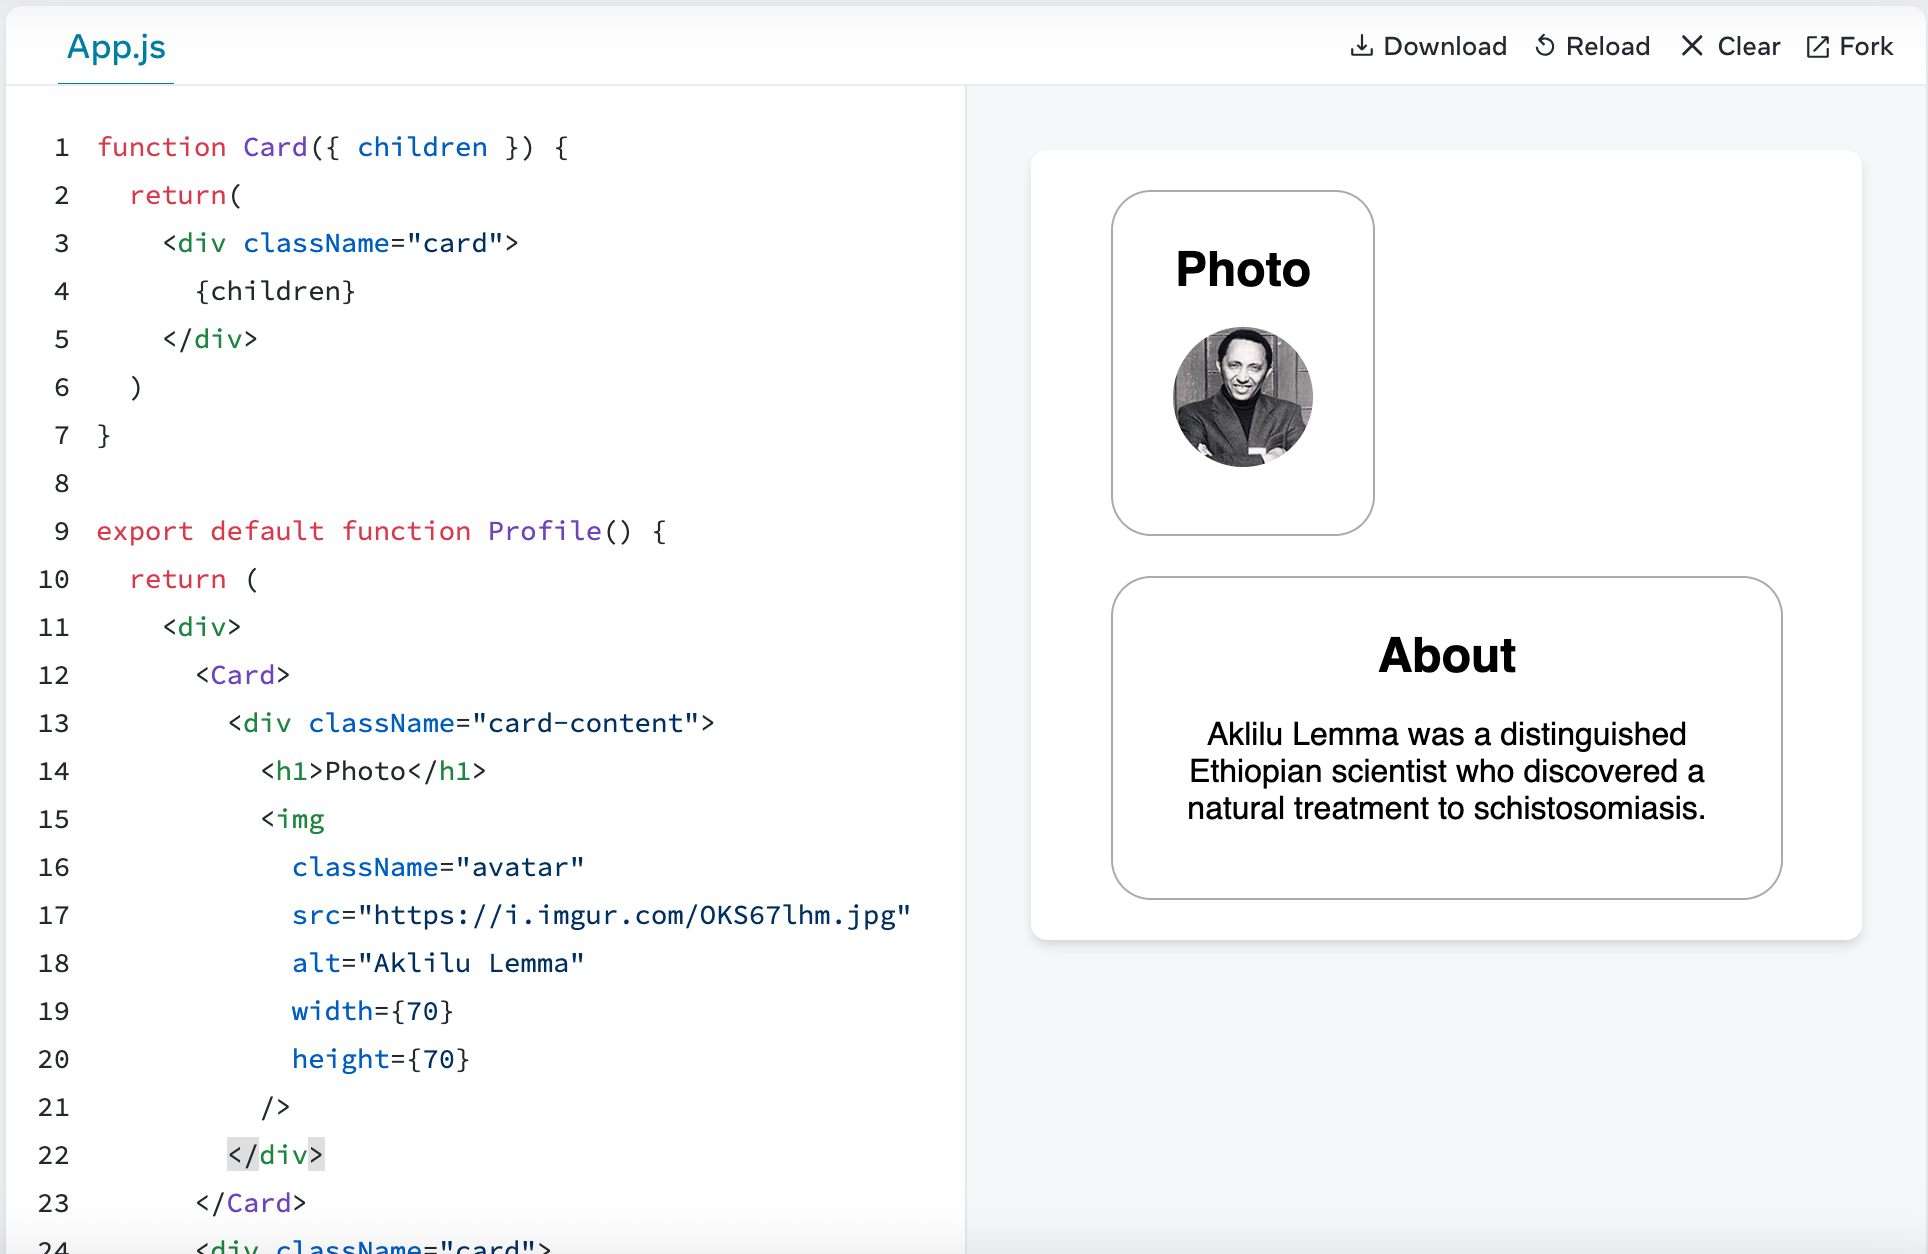 App.js
Download Reload Clear Fork
1 function Card({ children }) {
2 return(
3 <div className="card">
4 {children}
5 </div>
6 )
7 }
8
9 export default function Profile() {
10 return (
11 <div>
12 <Card>
13 <div className="card-content">
14 <h1>Photo</h1>
15 <img
16 className="avatar"
17 src="https://i.imgur.com/OKS67lhm.jpg"
18 alt="Aklilu Lemma"
19 width={70}
20 height={70}
21 />
22 </div>
23 </Card>
24 <div className="card">
Photo
About
Aklilu Lemma was a distinguished
Ethiopian scientist who discovered a
natural treatment to schistosomiasis.